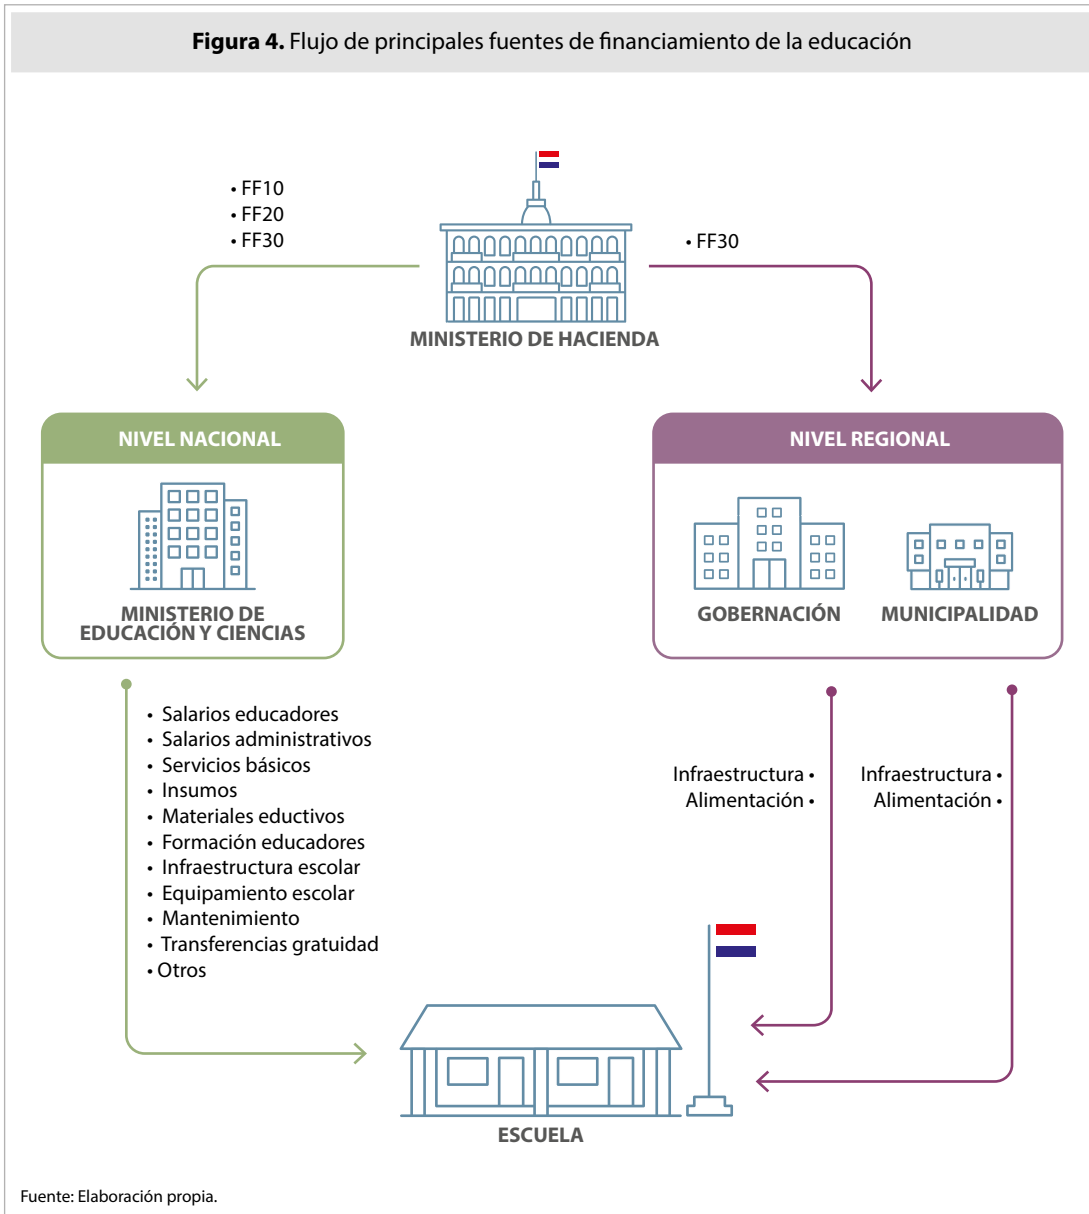 Figura 4. Flujo de principales fuentes de financiamiento de la educación
• FF10
• FF20
• FF30
• FF30
MINISTERIO DE HACIENDA
NIVEL NACIONAL
MINISTERIO DE
EDUCACIÓN Y CIENCIAS
NIVEL REGIONAL
GOBERNACIÓN
MUNICIPALIDAD
• Salarios educadores
• Salarios administrativos
• Servicios básicos
• Insumos
• Materiales eductivos
• Formación educadores
• Infraestructura escolar
• Equipamiento escolar
• Mantenimiento
• Transferencias gratuidad
• Otros
Infraestructura •
Alimentación •
Infraestructura •
Alimentación •
ESCUELA
Fuente: Elaboración propia.